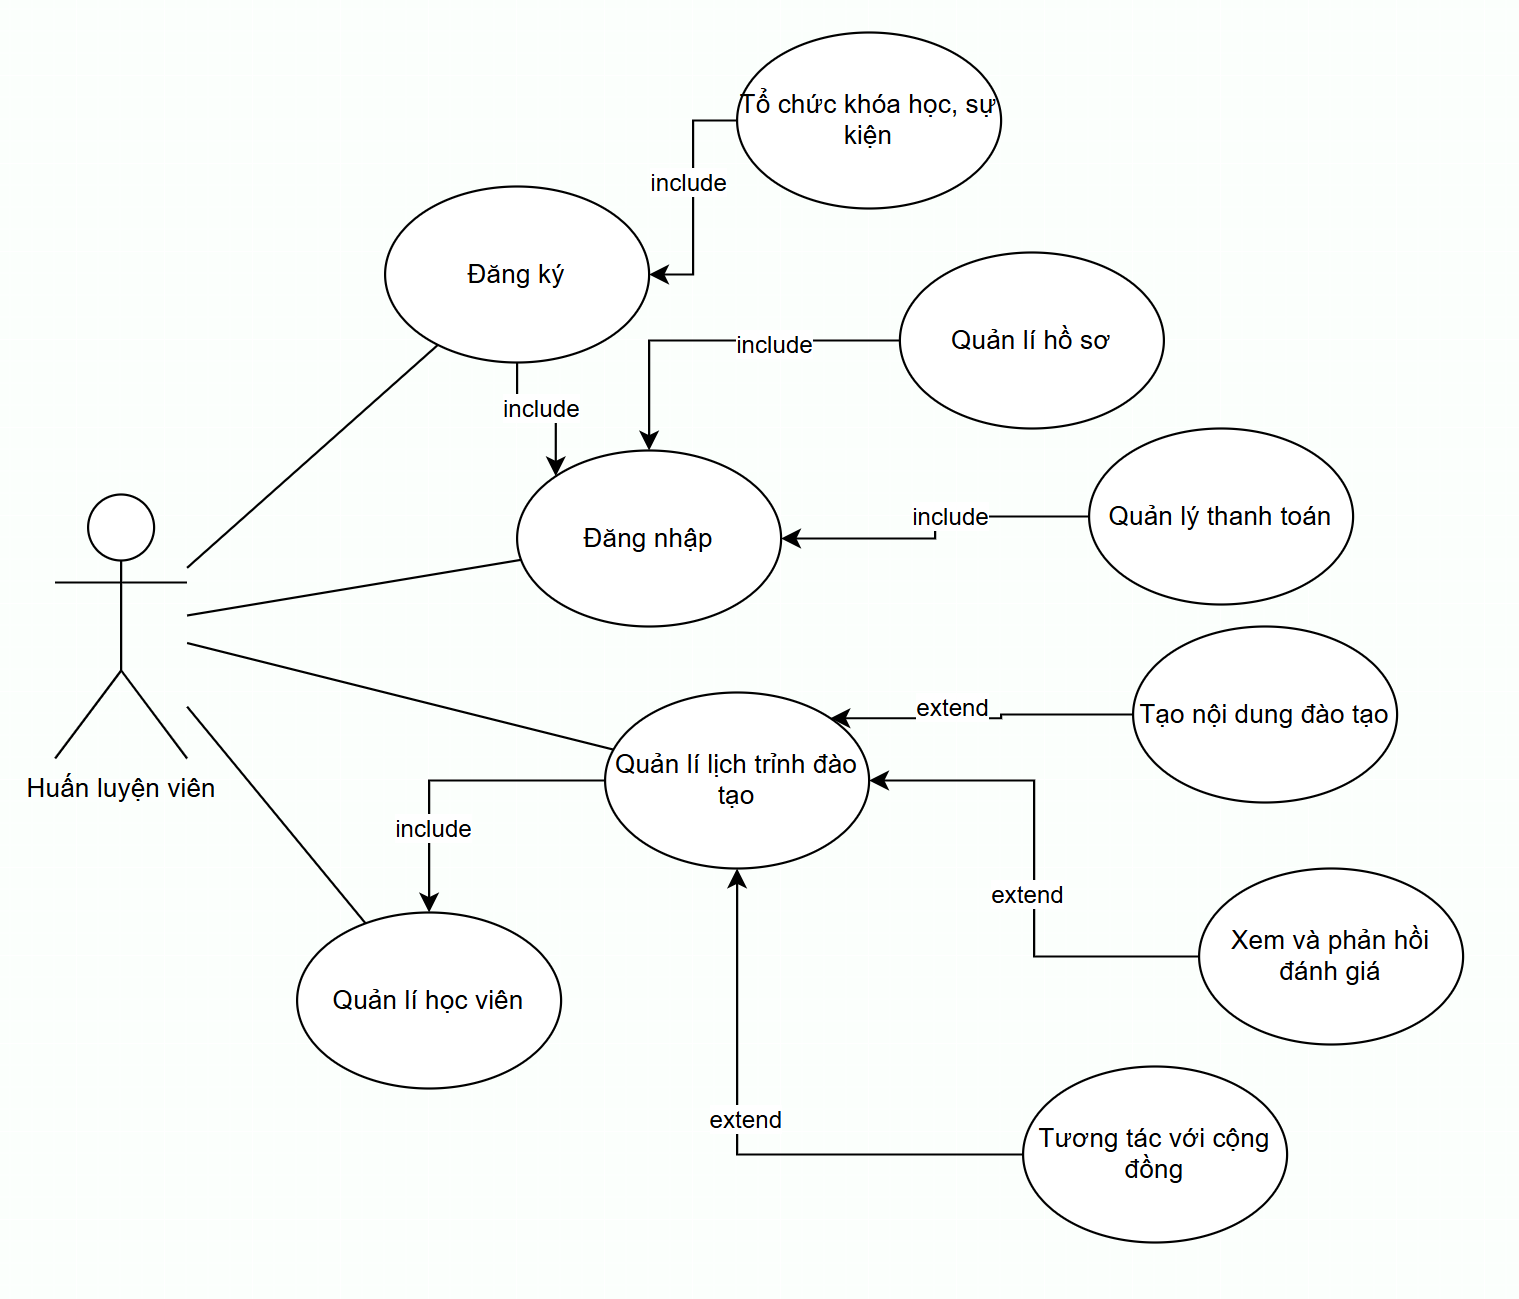 Tổ chức khóa học, sự
kiện
include
Đăng ký
Quản lí hồ sơ
include
include
Quản lý thanh toán
include
Đăng nhập
extend
Tạo nội dung đào tạo
Quản lí lịch trỉnh đào
tạo
Huấn luyện viên
include
extend
Xem và phản hồi
đánh giá
Quản lí học viên
extend
Tương tác với cộng
đồng